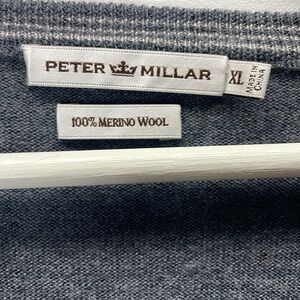 PETER MILLAR
XL
MADE IN
CHINA
100% MERINO WOOL